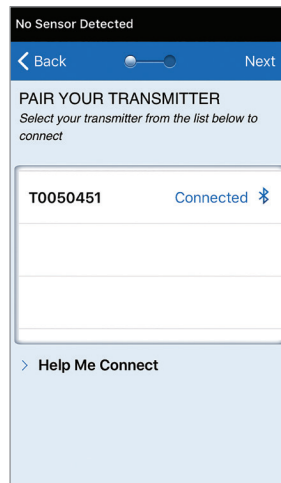 No Sensor Detected
Back Next
PAIR YOUR TRANSMITTER
Select your transmitter from the list below to
connect
T0050451 Connected
Help Me Connect